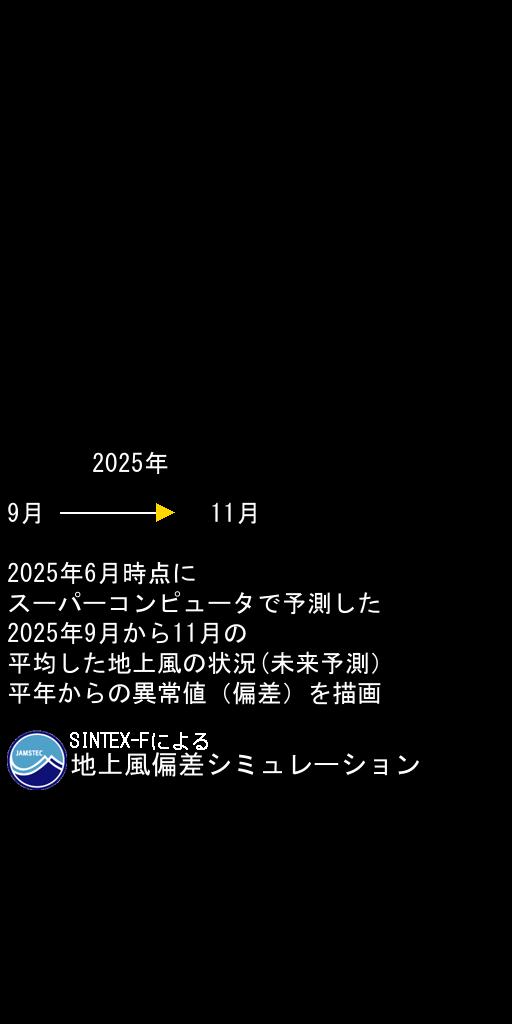 2025年
9月 11月
2025年6月時点に
スーパーコンピュータで予測した
2025年9月から11月の
平均した地上風の状況(未来予測)
平年からの異常値（偏差）を描画
SINTEX-Fによる
JAMSTEC
地上風偏差シミュレーション